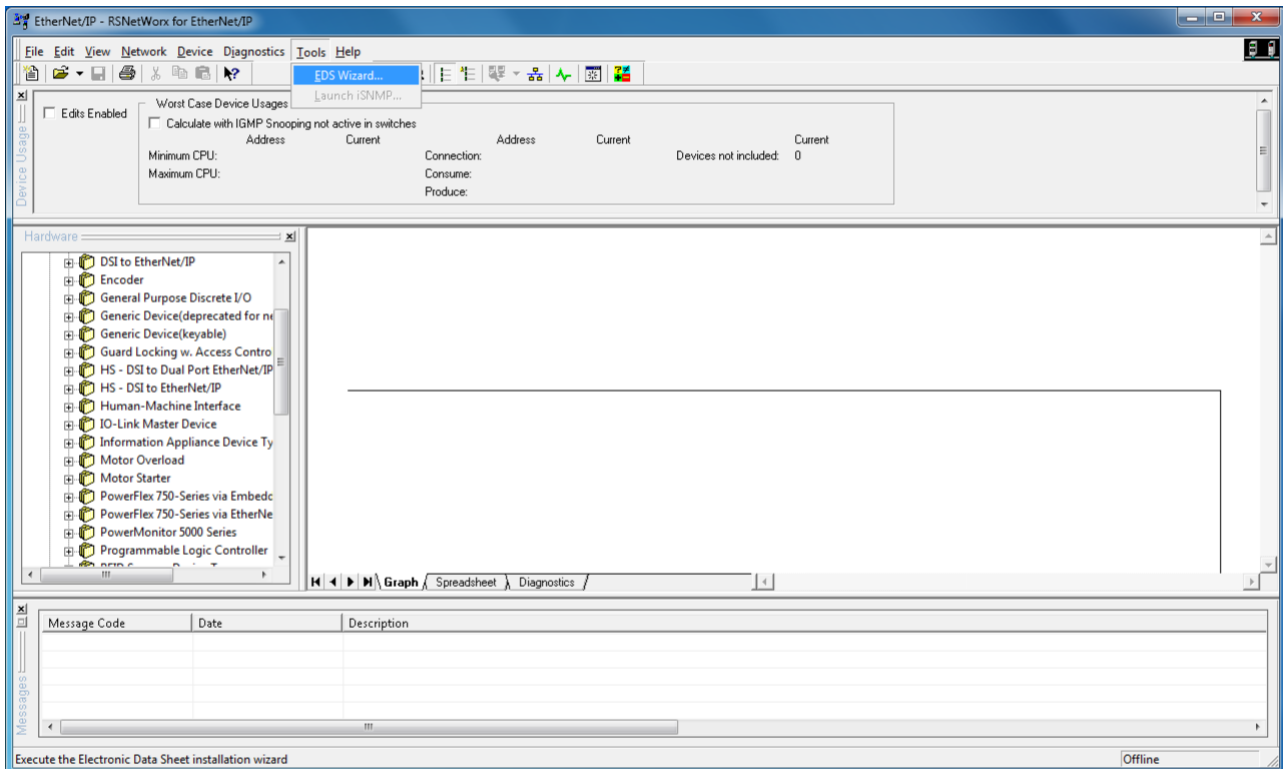 EtherNet/IP - RSNetWorx for EtherNet/IP
File Edit View Network Device Diagnostics Tools Help
EDS Wizard...
Launch iSNMP...
Edits Enabled
Worst Case Device Usages
Calculate with IGMP Snooping not active in switches
Address Current Address Current Current
Minimum CPU: Connection: Devices not included: 0
Maximum CPU: Consume:
Produce:
Device Usage
Hardware
DSI to EtherNet/IP
Encoder
General Purpose Discrete I/O
Generic Device(deprecated for ne
Generic Device(keyable)
Guard Locking w. Access Contro
HS - DSI to Dual Port EtherNet/IP
HS - DSI to EtherNet/IP
Human-Machine Interface
IO-Link Master Device
Information Appliance Device Ty
Motor Overload
Motor Starter
PowerFlex 750-Series via Embedc
PowerFlex 750-Series via EtherNe
PowerMonitor 5000 Series
Programmable Logic Controller
Graph Spreadsheet Diagnostics
Message Code Date Description
Messages
Execute the Electronic Data Sheet installation wizard Offline